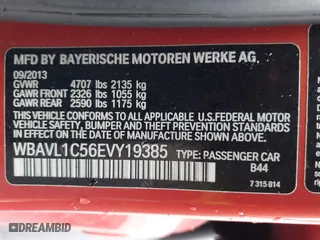 MFD BY BAYERISCHE MOTOREN WERKE AG.
09/2013
GVWR 4707 lbs 2135 kg
GAWR FRONT 2326 lbs 1055 kg
GAWR REAR 2590 lbs 1175 kg
THIS VEHICLE CONFORMS TO ALL APPLICABLE U.S.FEDERAL MOTOR
VEHICLE SAFETY, BUMPER AND THEFT PREVENTION STANDARDS IN EFFECT ON THE
DATE OF MANUFACTURE SHOWN ABOVE.
WBAVL1C56EVY19385 TYPE: PASSENGER CAR
B44
7 315 814
DREAMBID